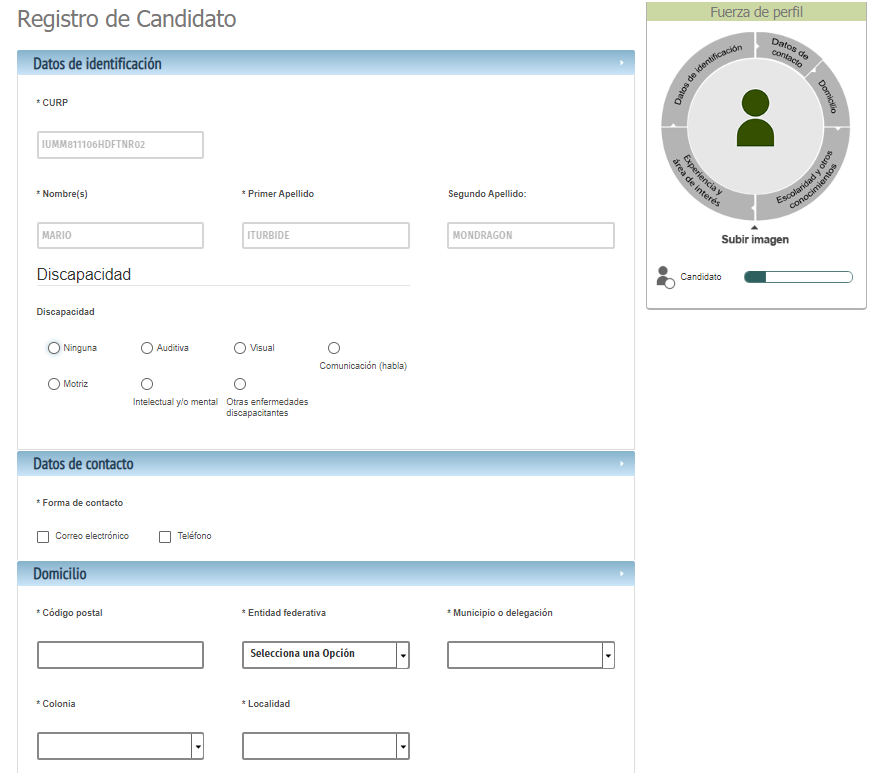 Registro de Candidato
Datos de identificación
* CURP
IUMM811106HDFTNR02
* Nombre(s) * Primer Apellido Segundo Apellido:
MARIO ITURBIDE MONDRAGON
Discapacidad
Discapacidad
Ninguna Auditiva Visual Comunicación (habla)
Motriz Intelectual y/o mental Otras enfermedades
discapacitantes
Datos de contacto
* Forma de contacto
Correo electrónico Teléfono
Domicilio
* Código postal * Entidad federativa * Municipio o delegación
Selecciona una Opción
* Colonia * Localidad
Fuerza de perfil
Datos de identificación
Datos de
contacto
Domicilio
Escolaridad y otros
conocimientos
Experiencia y
área de interés
Subir imagen
Candidato